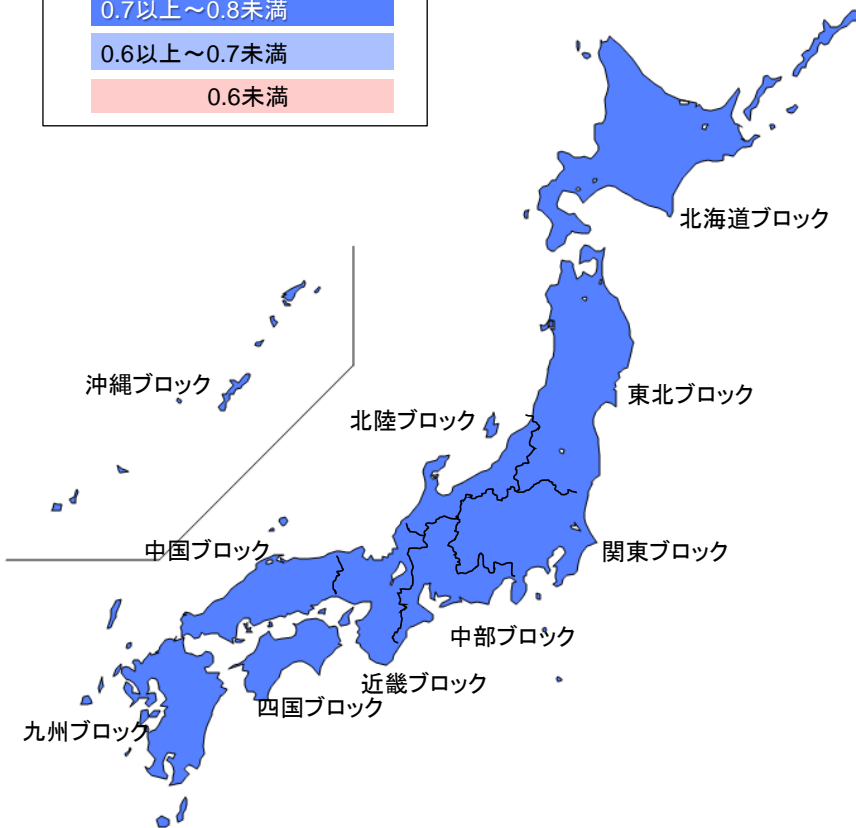 0.7以上～0.8未満
0.6以上～0.7未満
0.6未満
北海道ブロック
沖縄ブロック
東北ブロック
北陸ブロック
中国ブロック
関東ブロック
中部ブロック
近畿ブロック
四国ブロック
九州ブロック